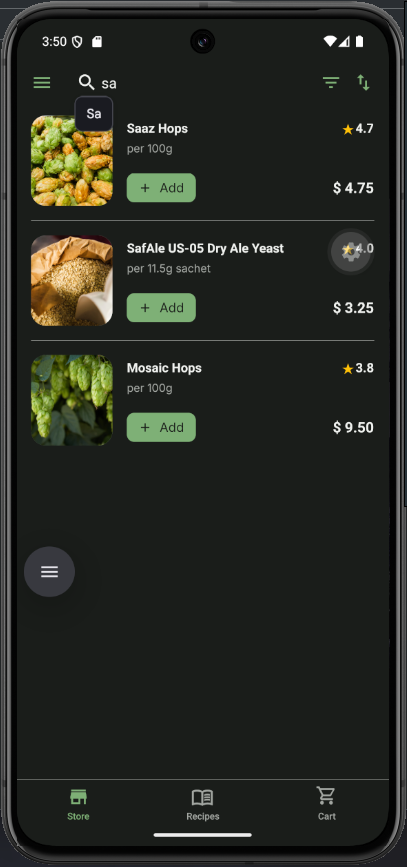 3:50
sa
Sa
Saaz Hops
4.7
per 100g
+ Add
$ 4.75
SafAle US-05 Dry Ale Yeast
4.0
per 11.5g sachet
+ Add
$ 3.25
Mosaic Hops
3.8
per 100g
+ Add
$ 9.50
Store
Recipes
Cart